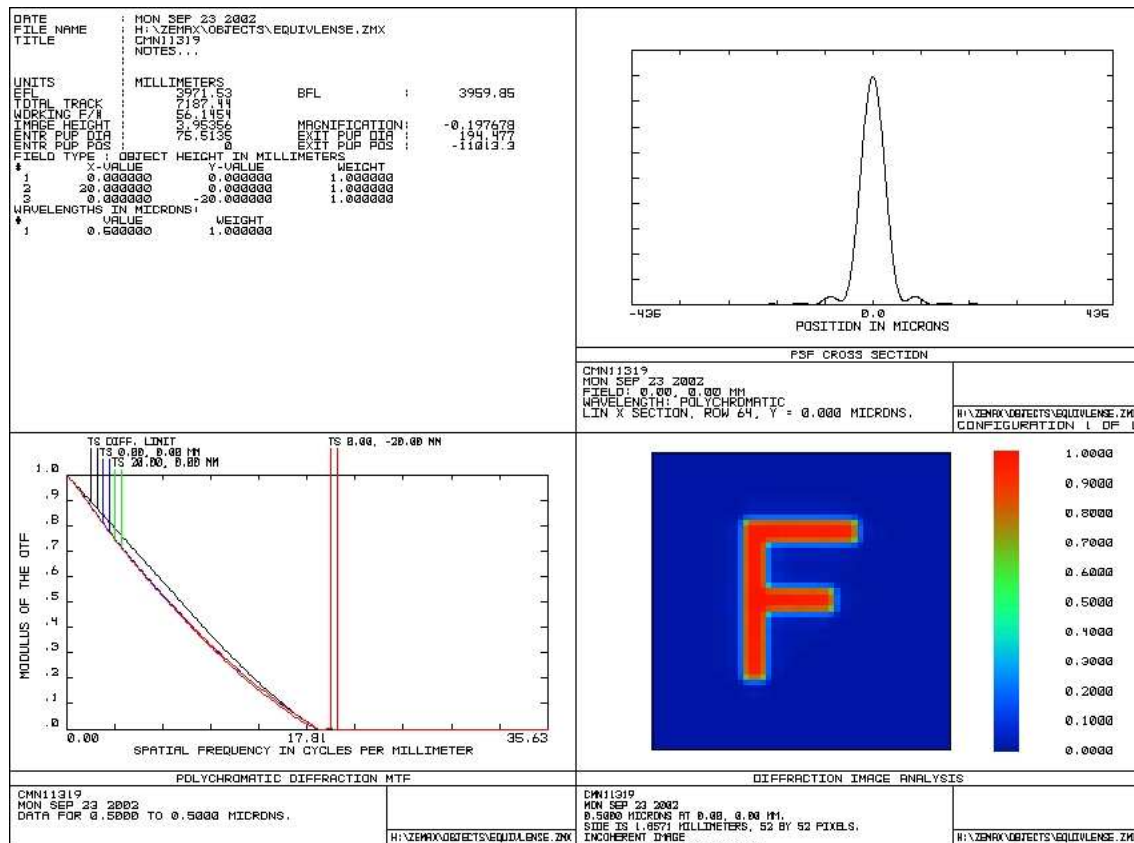 DATE : MON SEP 23 2002
FILE NAME : H:\ZEMAX\OBJECTS\EQUIVLENSE.ZMX
TITLE : CMN11319
NOTES...
UNITS : MILLIMETERS
EFL : 3971.53 BFL : 3959.85
TOTAL TRACK : 7187.44
WORKING F/# : 56.1454
IMAGE HEIGHT : 3.95356 MAGNIFICATION: -0.197678
ENTR PUP DIA : 75.5135 EXIT PUP DIA : 194.477
ENTR PUP POS : 0 EXIT PUP POS : -11013.3
FIELD TYPE : OBJECT HEIGHT IN MILLIMETERS
# X-VALUE Y-VALUE WEIGHT
1 0.000000 0.000000 1.000000
2 20.000000 0.000000 1.000000
3 0.000000 -20.000000 1.000000
WAVELENGTHS IN MICRONS:
# VALUE WEIGHT
1 0.500000 1.000000
-436 0.0 436
POSITION IN MICRONS
PSF CROSS SECTION
CMN11319
MON SEP 23 2002
FIELD: 0.00, 0.00 MM
WAVELENGTH: POLYCHROMATIC
LIN X SECTION, ROW 64, Y = 0.000 MICRONS.
H:\ZEMAX\OBJECTS\EQUIVLENSE.ZM
CONFIGURATION 1 OF 1
TS DIFF. LIMIT
TS 0.00, 0.00 MM
TS 20.00, 0.00 MM
TS 0.00, -20.00 MM
1.0
.9
.8
.7
.6
.5
.4
.3
.2
.1
.0
MODULUS OF THE OTF
0.00 17.81 35.63
SPATIAL FREQUENCY IN CYCLES PER MILLIMETER
POLYCHROMATIC DIFFRACTION MTF
CMN11319
MON SEP 23 2002
DATA FOR 0.5000 TO 0.5000 MICRONS.
H:\ZEMAX\OBJECTS\EQUIVLENSE.ZMX
F
1.0000
0.9000
0.8000
0.7000
0.6000
0.5000
0.4000
0.3000
0.2000
0.1000
0.0000
DIFFRACTION IMAGE ANALYSIS
CMN11319
MON SEP 23 2002
0.5000 MICRONS AT 0.00, 0.00 MM.
SIDE IS 1.8571 MILLIMETERS, 52 BY 52 PIXELS.
INCOHERENT IMAGE
H:\ZEMAX\OBJECTS\EQUIVLENSE.ZM